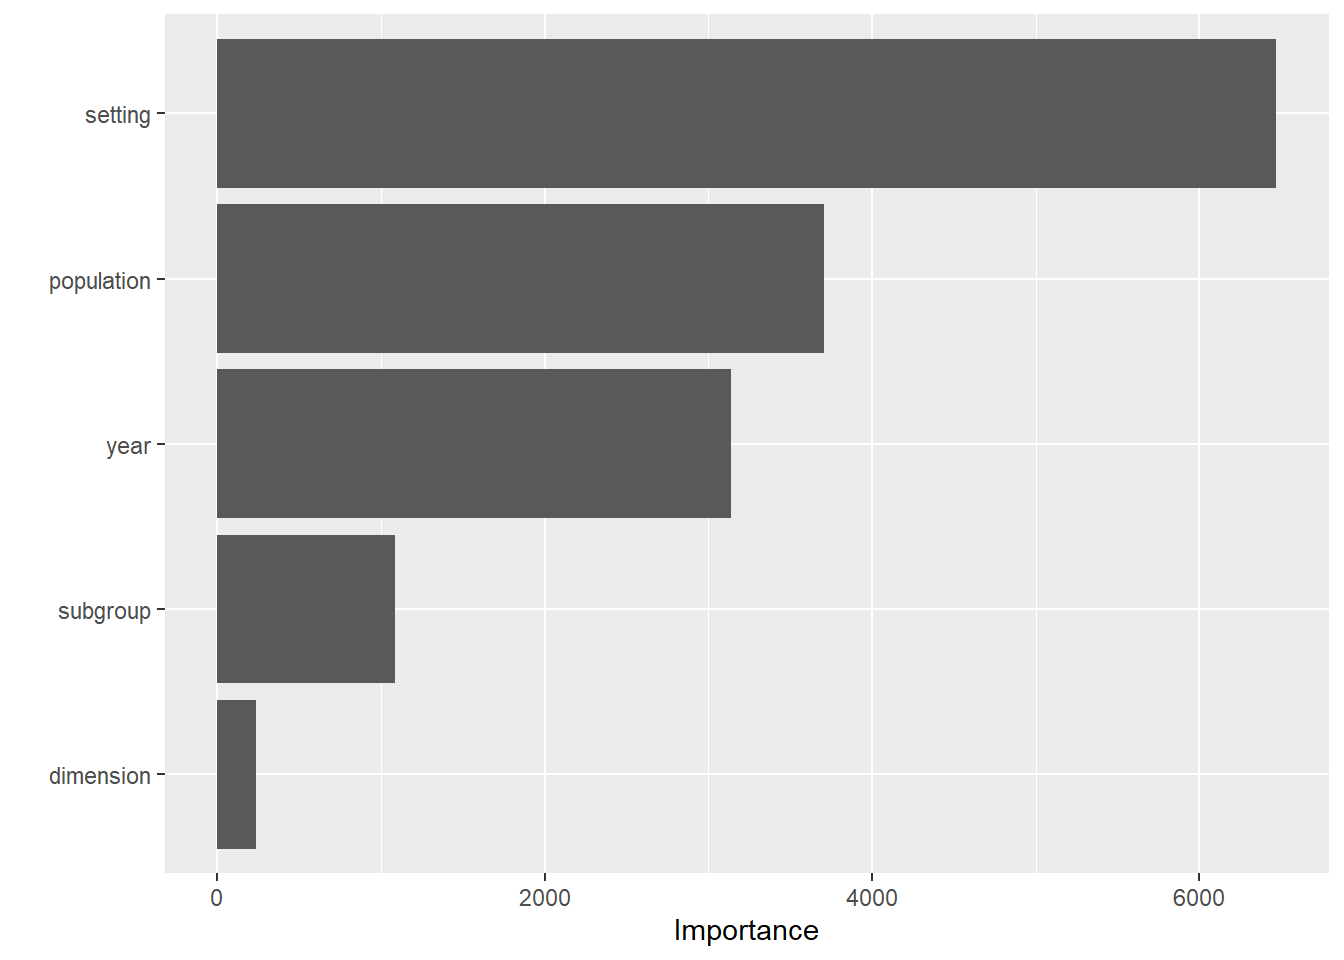 setting
population
year
subgroup
dimension
0 2000 4000 6000
Importance